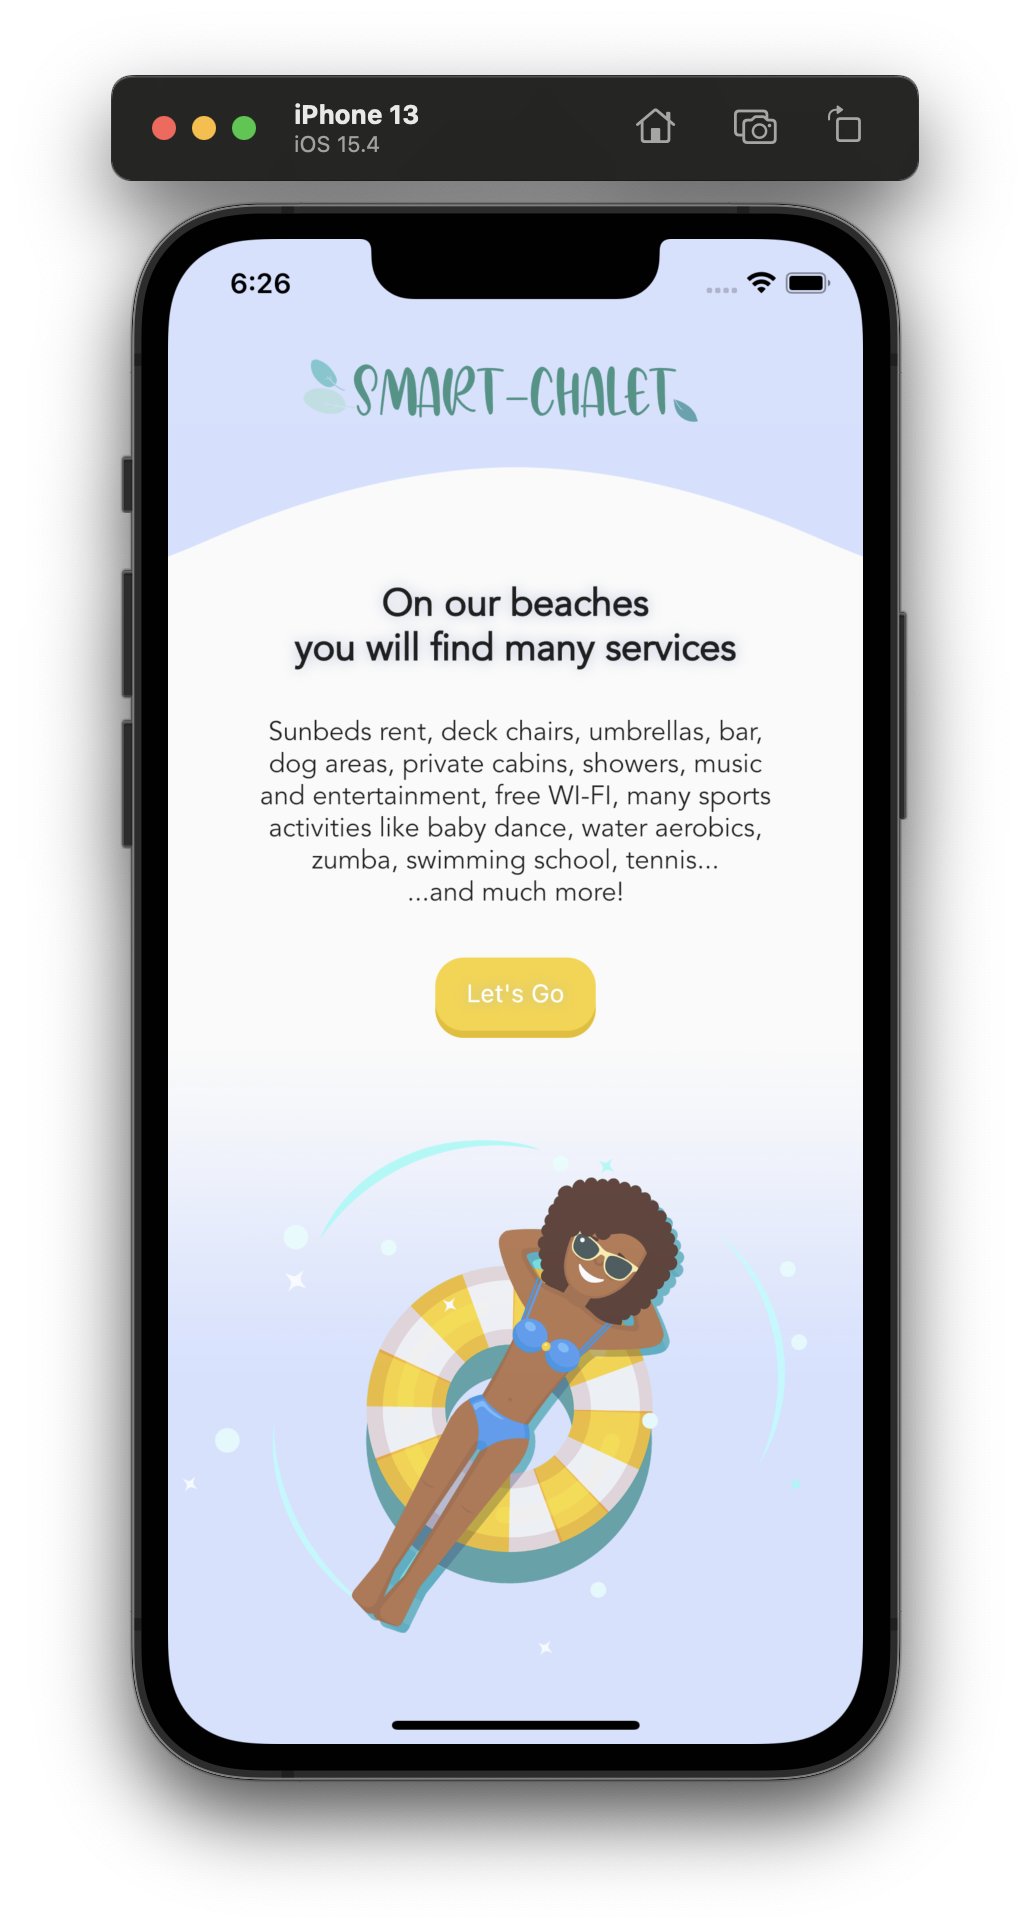 iPhone 13
iOS 15.4
6:26
SMART-CHALET
On our beaches
you will find many services
Sunbeds rent, deck chairs, umbrellas, bar,
dog areas, private cabins, showers, music
and entertainment, free WI-FI, many sports
activities like baby dance, water aerobics,
zumba, swimming school, tennis...
...and much more!
Let's Go